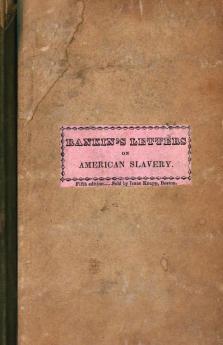 RANKIN'S LETTERS
ON
AMERICAN SLAVERY.
Fifth edition.—Sold by Isaac Knapp, Boston.